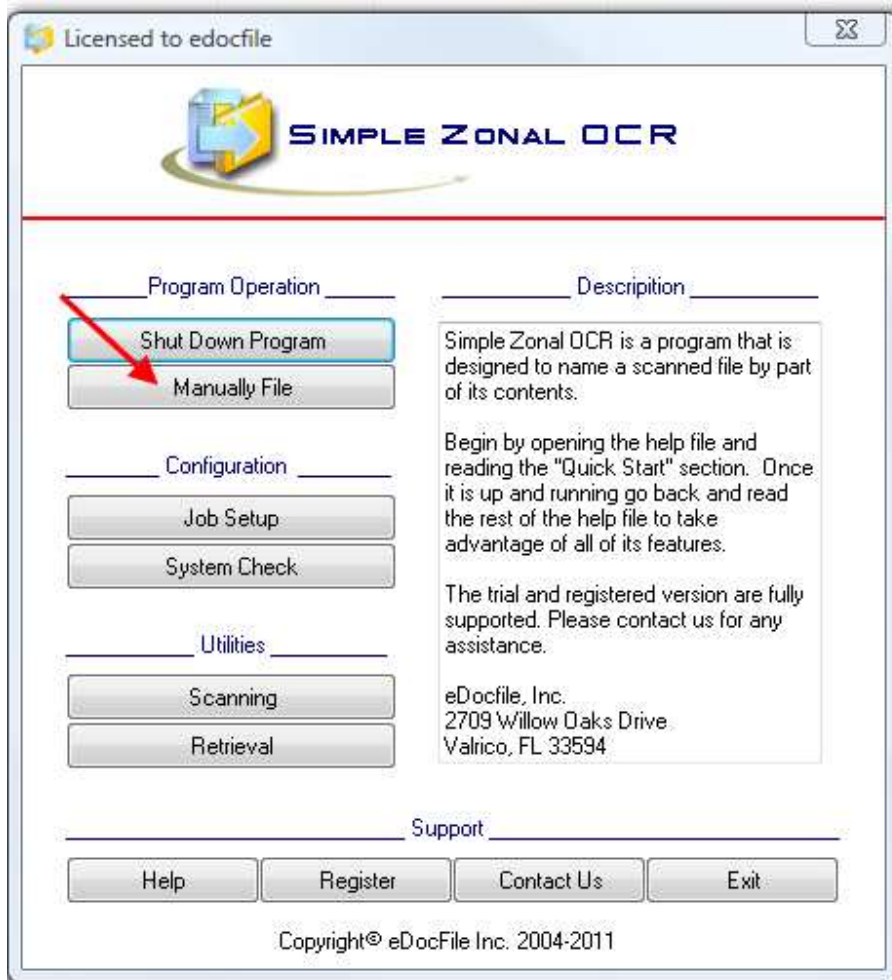 Licensed to edocfile
SIMPLE ZONAL OCR
Program Operation
Shut Down Program
Manually File
Configuration
Job Setup
System Check
Utilities
Scanning
Retrieval
Descripition
Simple Zonal OCR is a program that is
designed to name a scanned file by part
of its contents.
Begin by opening the help file and
reading the "Quick Start" section. Once
it is up and running go back and read
the rest of the help file to take
advantage of all of its features.
The trial and registered version are fully
supported. Please contact us for any
assistance.
eDocfile, Inc.
2709 Willow Oaks Drive
Valrico, FL 33594
Support
Help
Register
Contact Us
Exit
Copyright© eDocFile Inc. 2004-2011